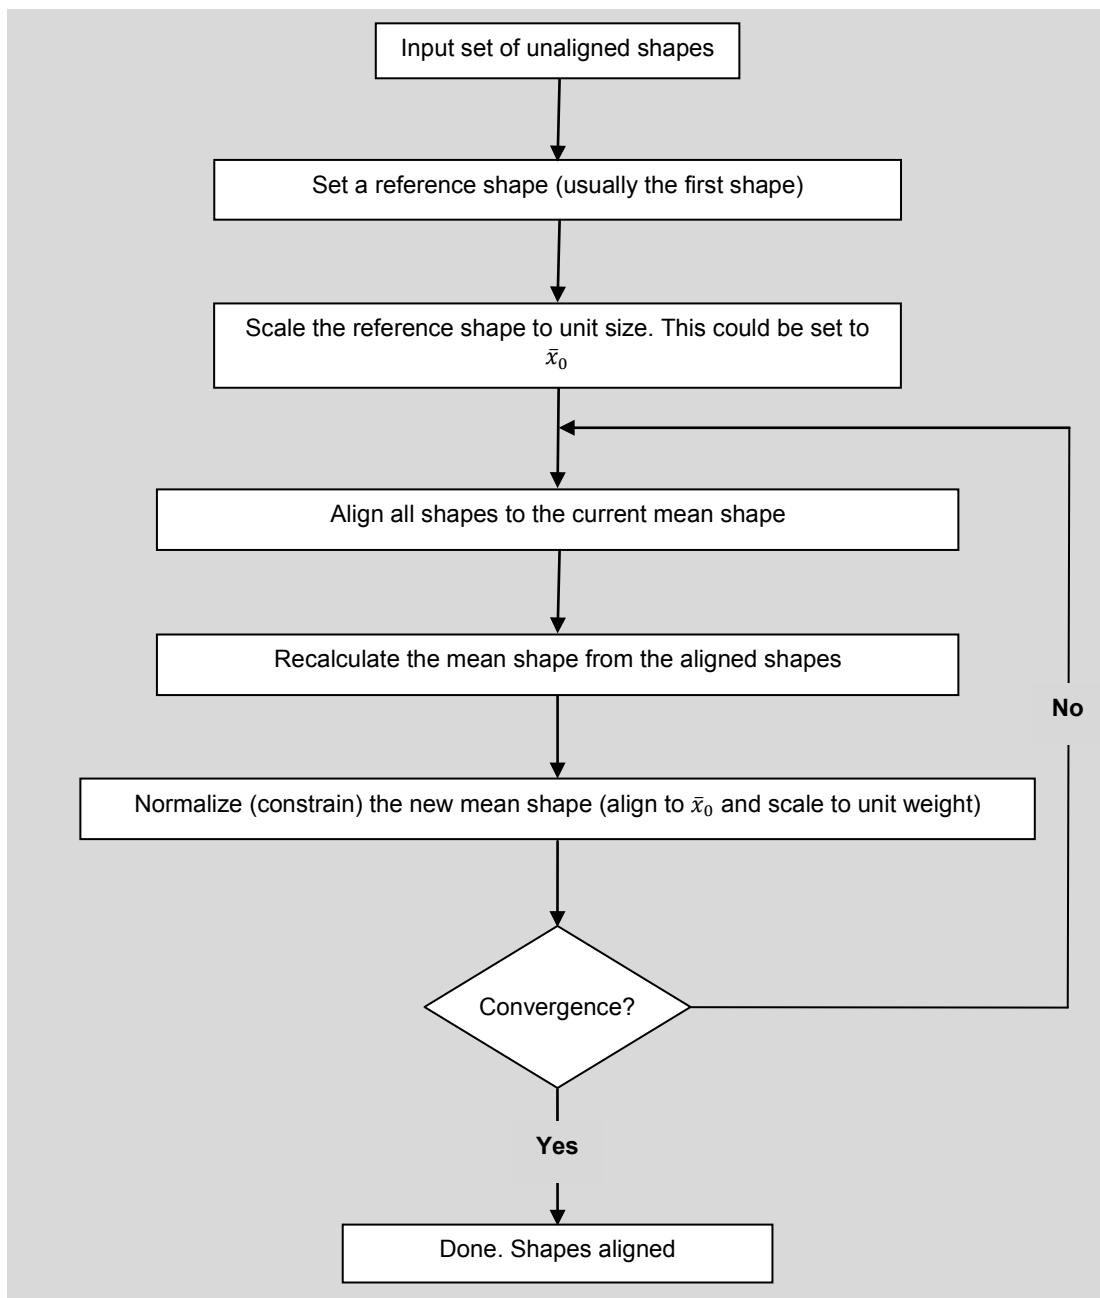 Input set of unaligned shapes
Set a reference shape (usually the first shape)
Scale the reference shape to unit size. This could be set to
x̄₀
Align all shapes to the current mean shape
Recalculate the mean shape from the aligned shapes
No
Normalize (constrain) the new mean shape (align to x̄₀ and scale to unit weight)
Convergence?
Yes
Done. Shapes aligned